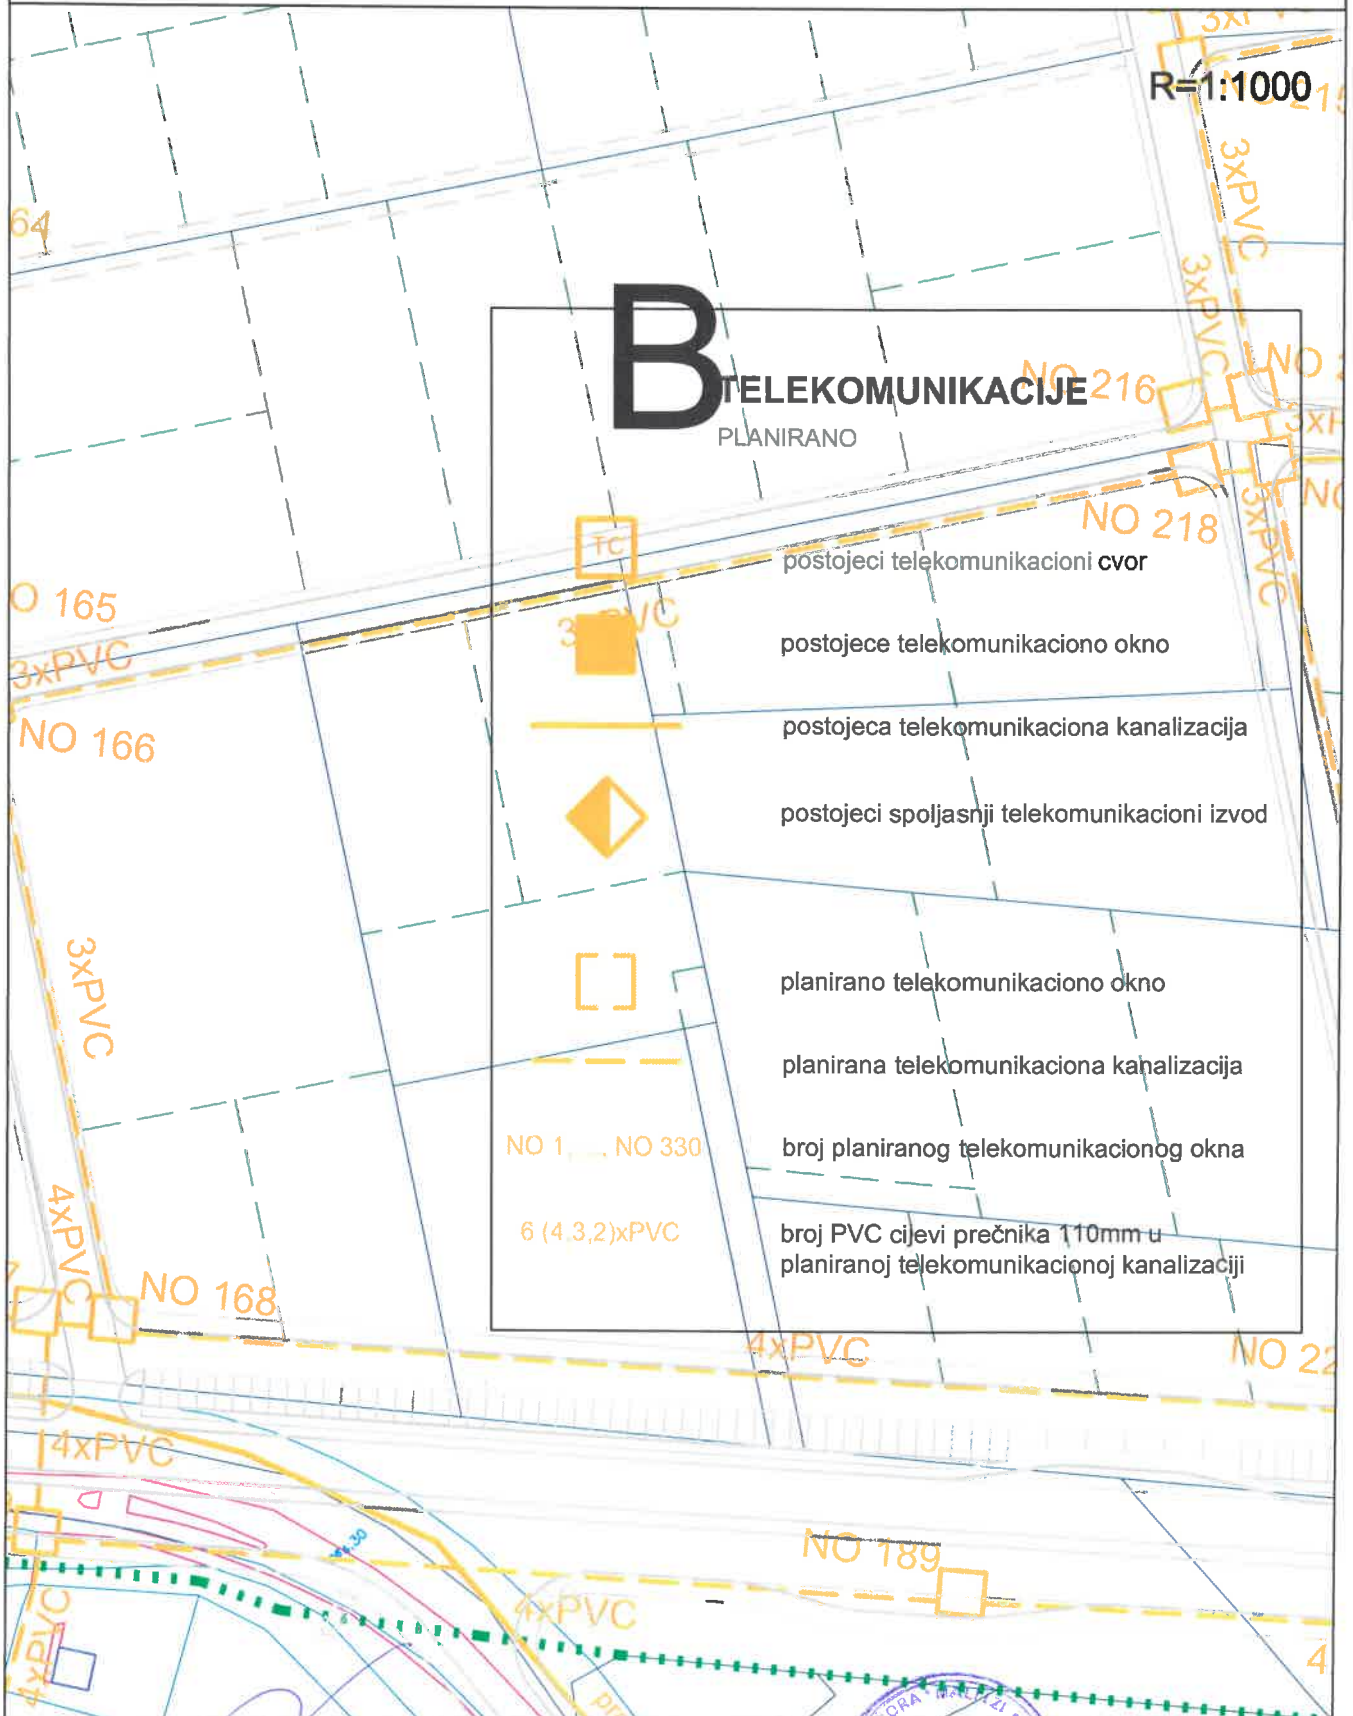 R=1:1000
3xPVC
64
3xPVC
B
TELEKOMUNIKACIJE
NO 216
PLANIRANO
NO 218
TC
postojeci telekomunikacioni cvor
3xPVC
O 165
postojece telekomunikaciono okno
3xPVC
NO 166
postojeca telekomunikaciona kanalizacija
postojeci spoljasnji telekomunikacioni izvod
3xPVC
planirano telekomunikaciono okno
planirana telekomunikaciona kanalizacija
NO 1, ... NO 330
broj planiranog telekomunikacionog okna
4xPVC
6 (4,3,2)xPVC
broj PVC cijevi prečnika 110mm u
planiranoj telekomunikacionoj kanalizaciji
NO 168
4xPVC
NO 22
4xPVC
NO 189
4xPVC
4xPVC
4